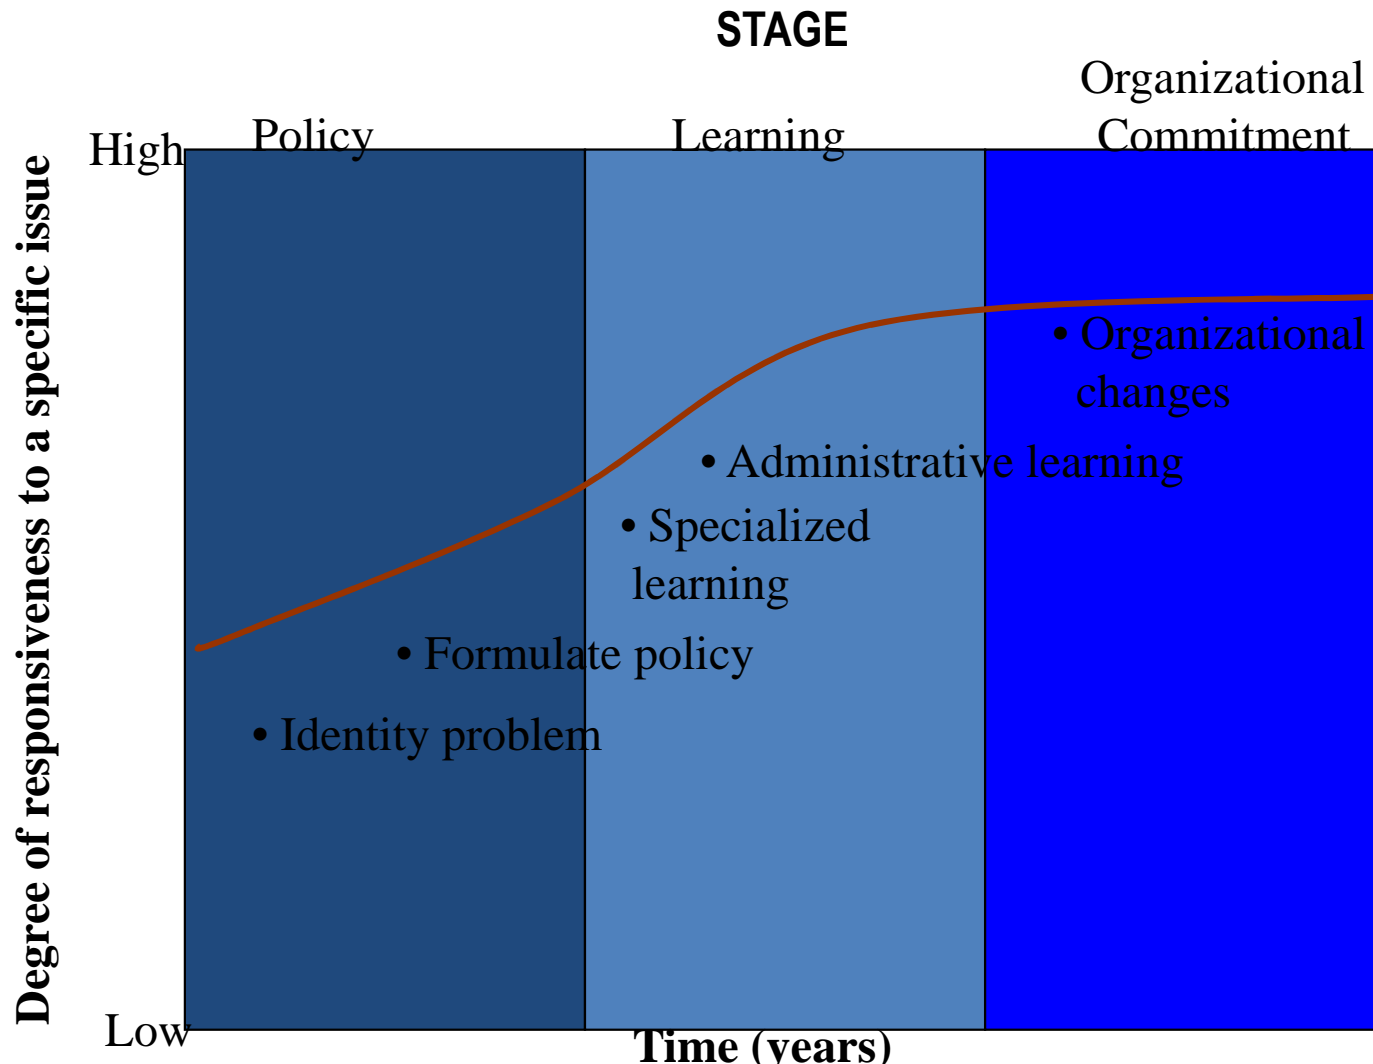 STAGE
Organizational
Policy
Learning
Commitment
High
Degree of responsiveness to a specific issue
• Organizational
changes
• Administrative learning
• Specialized
learning
• Formulate policy
• Identity problem
Low
Time (years)